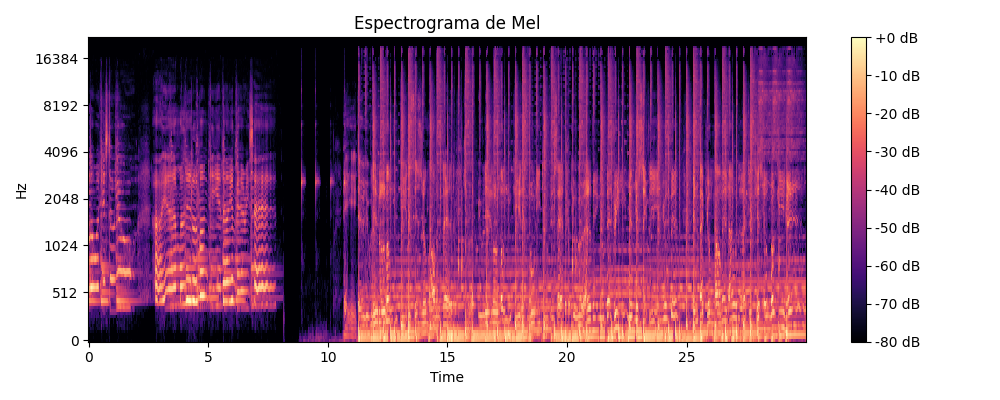 Espectrograma de Mel
Hz
16384
8192
4096
2048
1024
512
0
0 5 10 15 20 25
Time
+0 dB
-10 dB
-20 dB
-30 dB
-40 dB
-50 dB
-60 dB
-70 dB
-80 dB